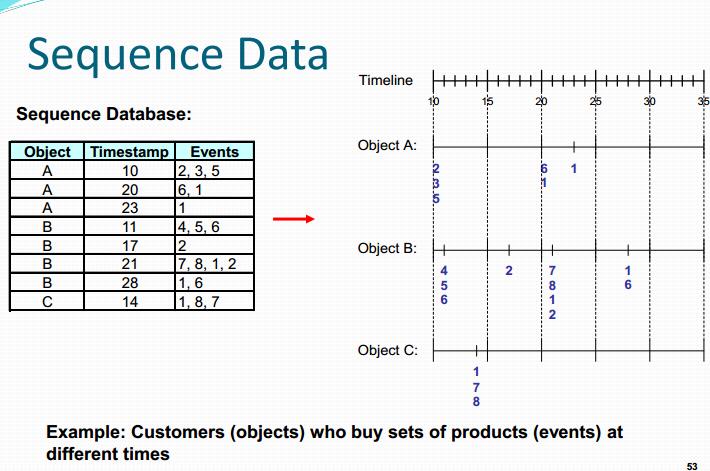 Sequence Data
Sequence Database:
Object Timestamp Events
A 10 2, 3, 5
A 20 6, 1
A 23 1
B 11 4, 5, 6
B 17 2
B 21 7, 8, 1, 2
B 28 1, 6
C 14 1, 8, 7
Timeline
10 15 20 25 30 35
Object A:
2 6 1
3 1
5
Object B:
4 2 7 1
5 8 6
6 1
2
Object C:
1
7
8
Example: Customers (objects) who buy sets of products (events) at
different times
53